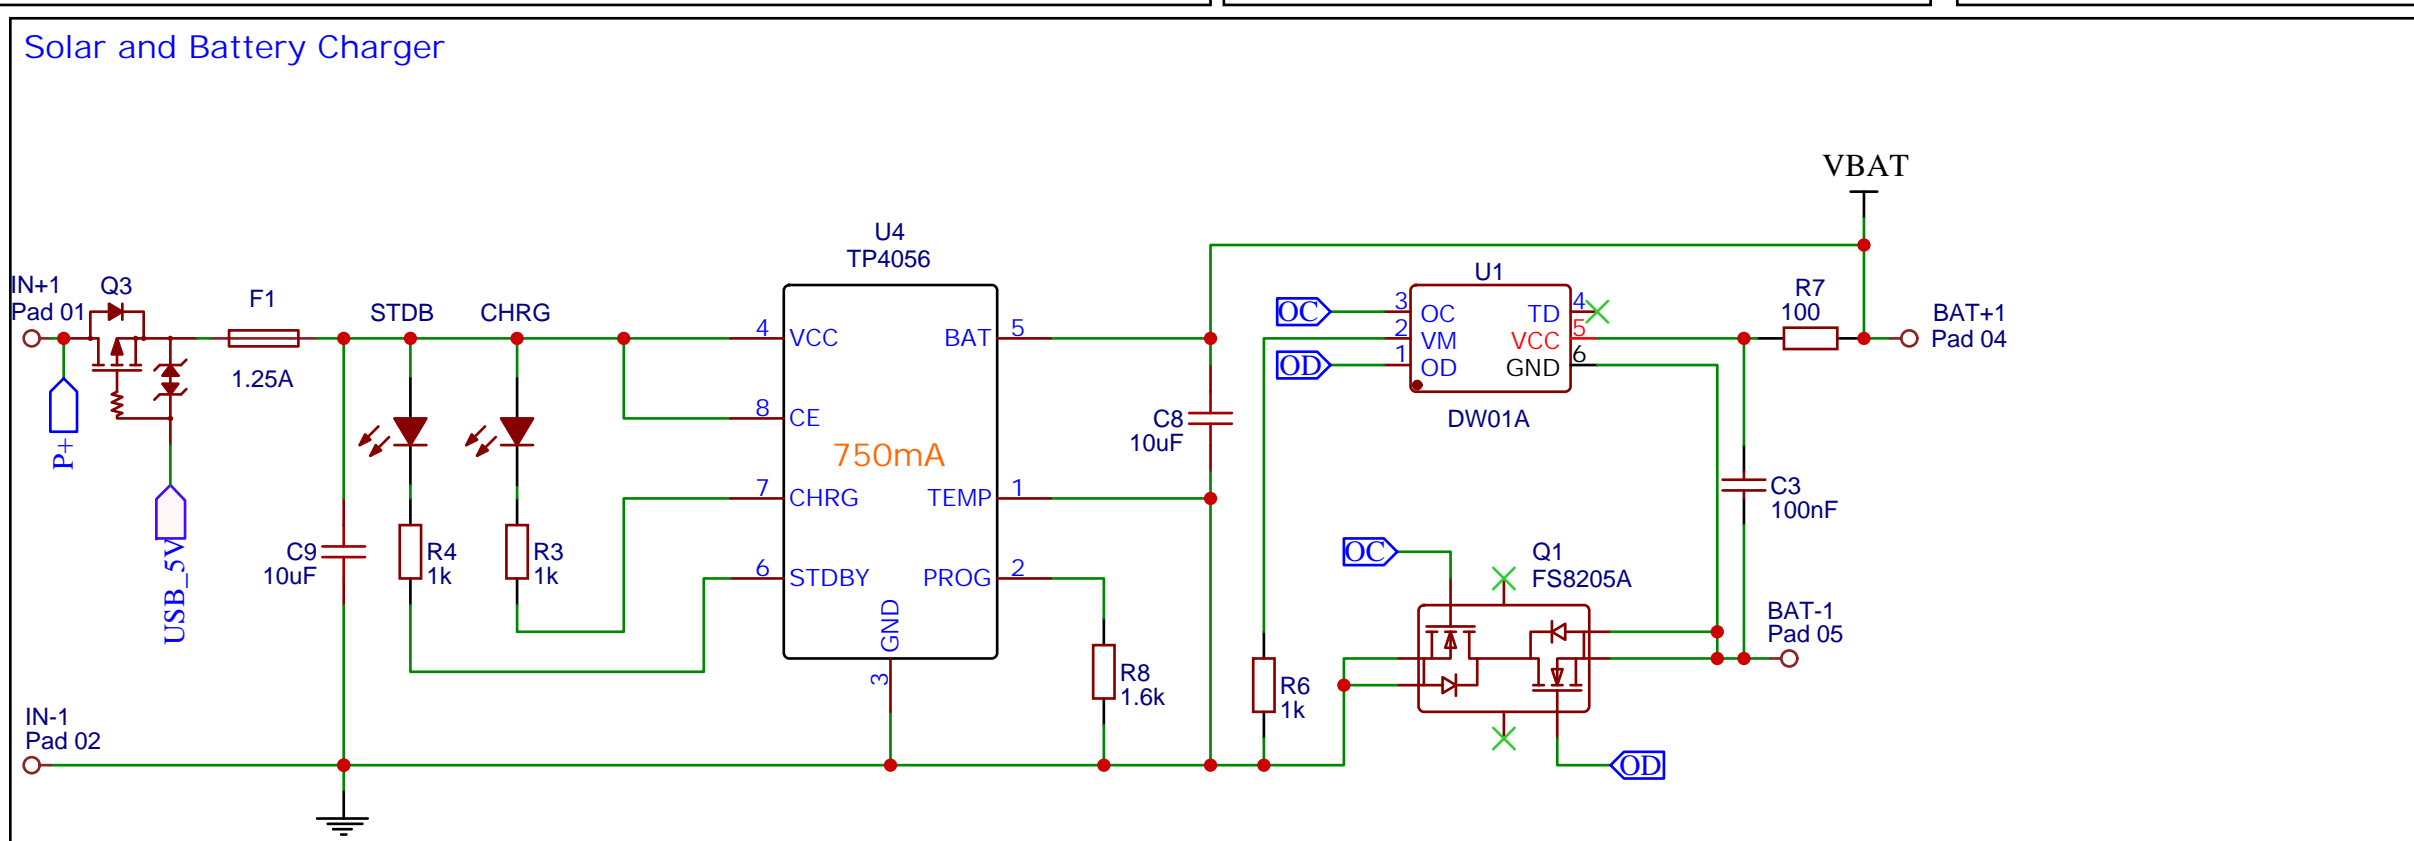 Solar and Battery Charger
VBAT
U4
TP4056
IN+1
Pad 01
Q3
F1
1.25A
STDB
CHRG
P+
USB_5V
C9
10uF
R4
1k
R3
1k
4
VCC
8
CE
7
CHRG
6
STDBY
750mA
BAT
5
TEMP
1
PROG
2
GND
3
C8
10uF
R8
1.6k
U1
OC
3
OC
2
VM
OD
1
OD
TD
4
VCC
5
GND
6
DW01A
R7
100
BAT+1
Pad 04
C3
100nF
OC
Q1
FS8205A
BAT-1
Pad 05
R6
1k
OD
IN-1
Pad 02